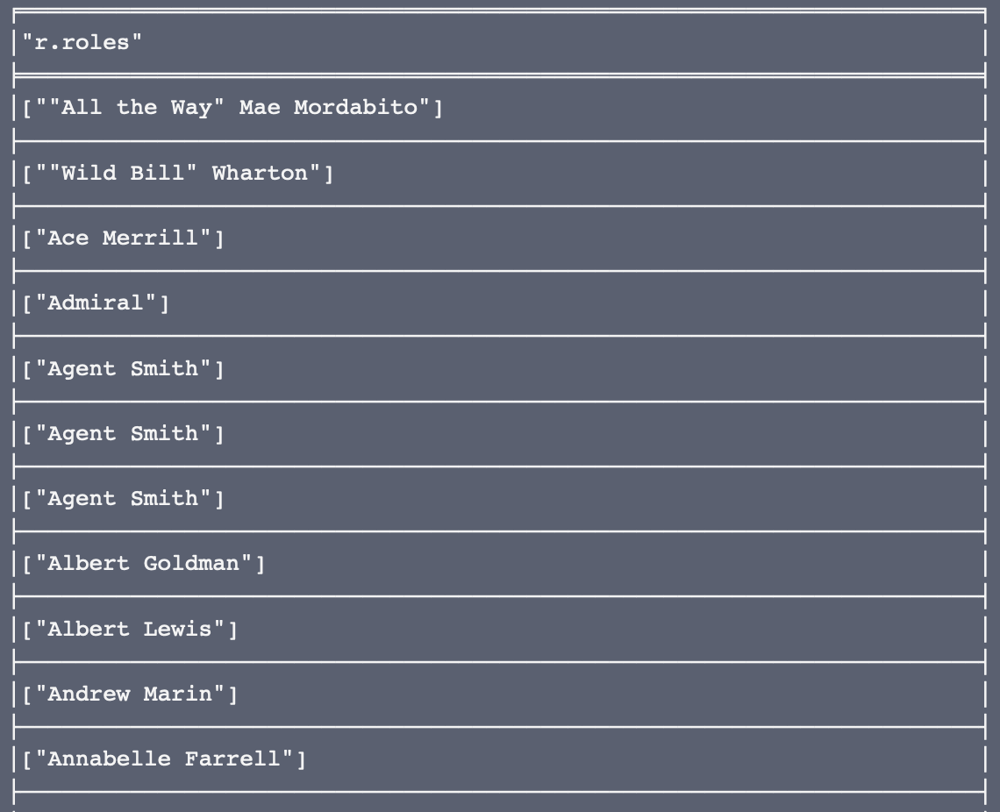 "r.roles"
[""All the Way" Mae Mordabito"]
[""Wild Bill" Wharton"]
["Ace Merrill"]
["Admiral"]
["Agent Smith"]
["Agent Smith"]
["Agent Smith"]
["Albert Goldman"]
["Albert Lewis"]
["Andrew Marin"]
["Annabelle Farrell"]